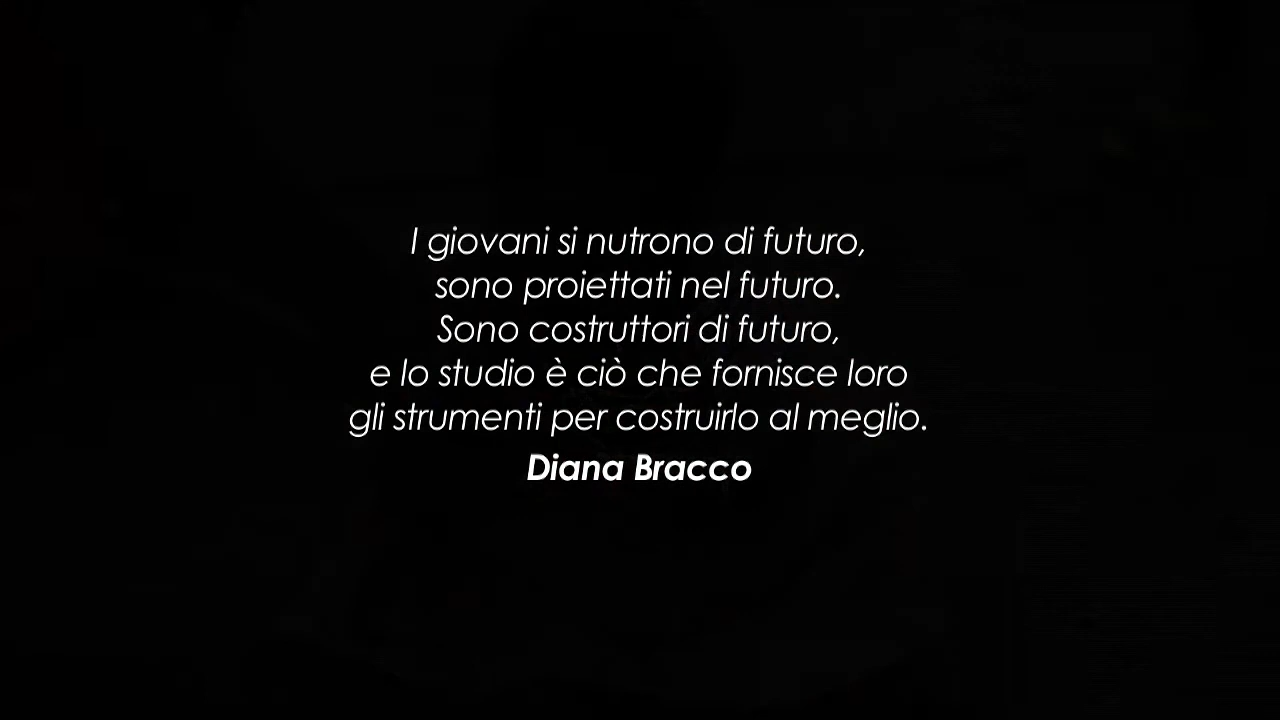 I giovani si nutrono di futuro,
sono proiettati nel futuro.
Sono costruttori di futuro,
e lo studio è ciò che fornisce loro
gli strumenti per costruirlo al meglio.
Diana Bracco